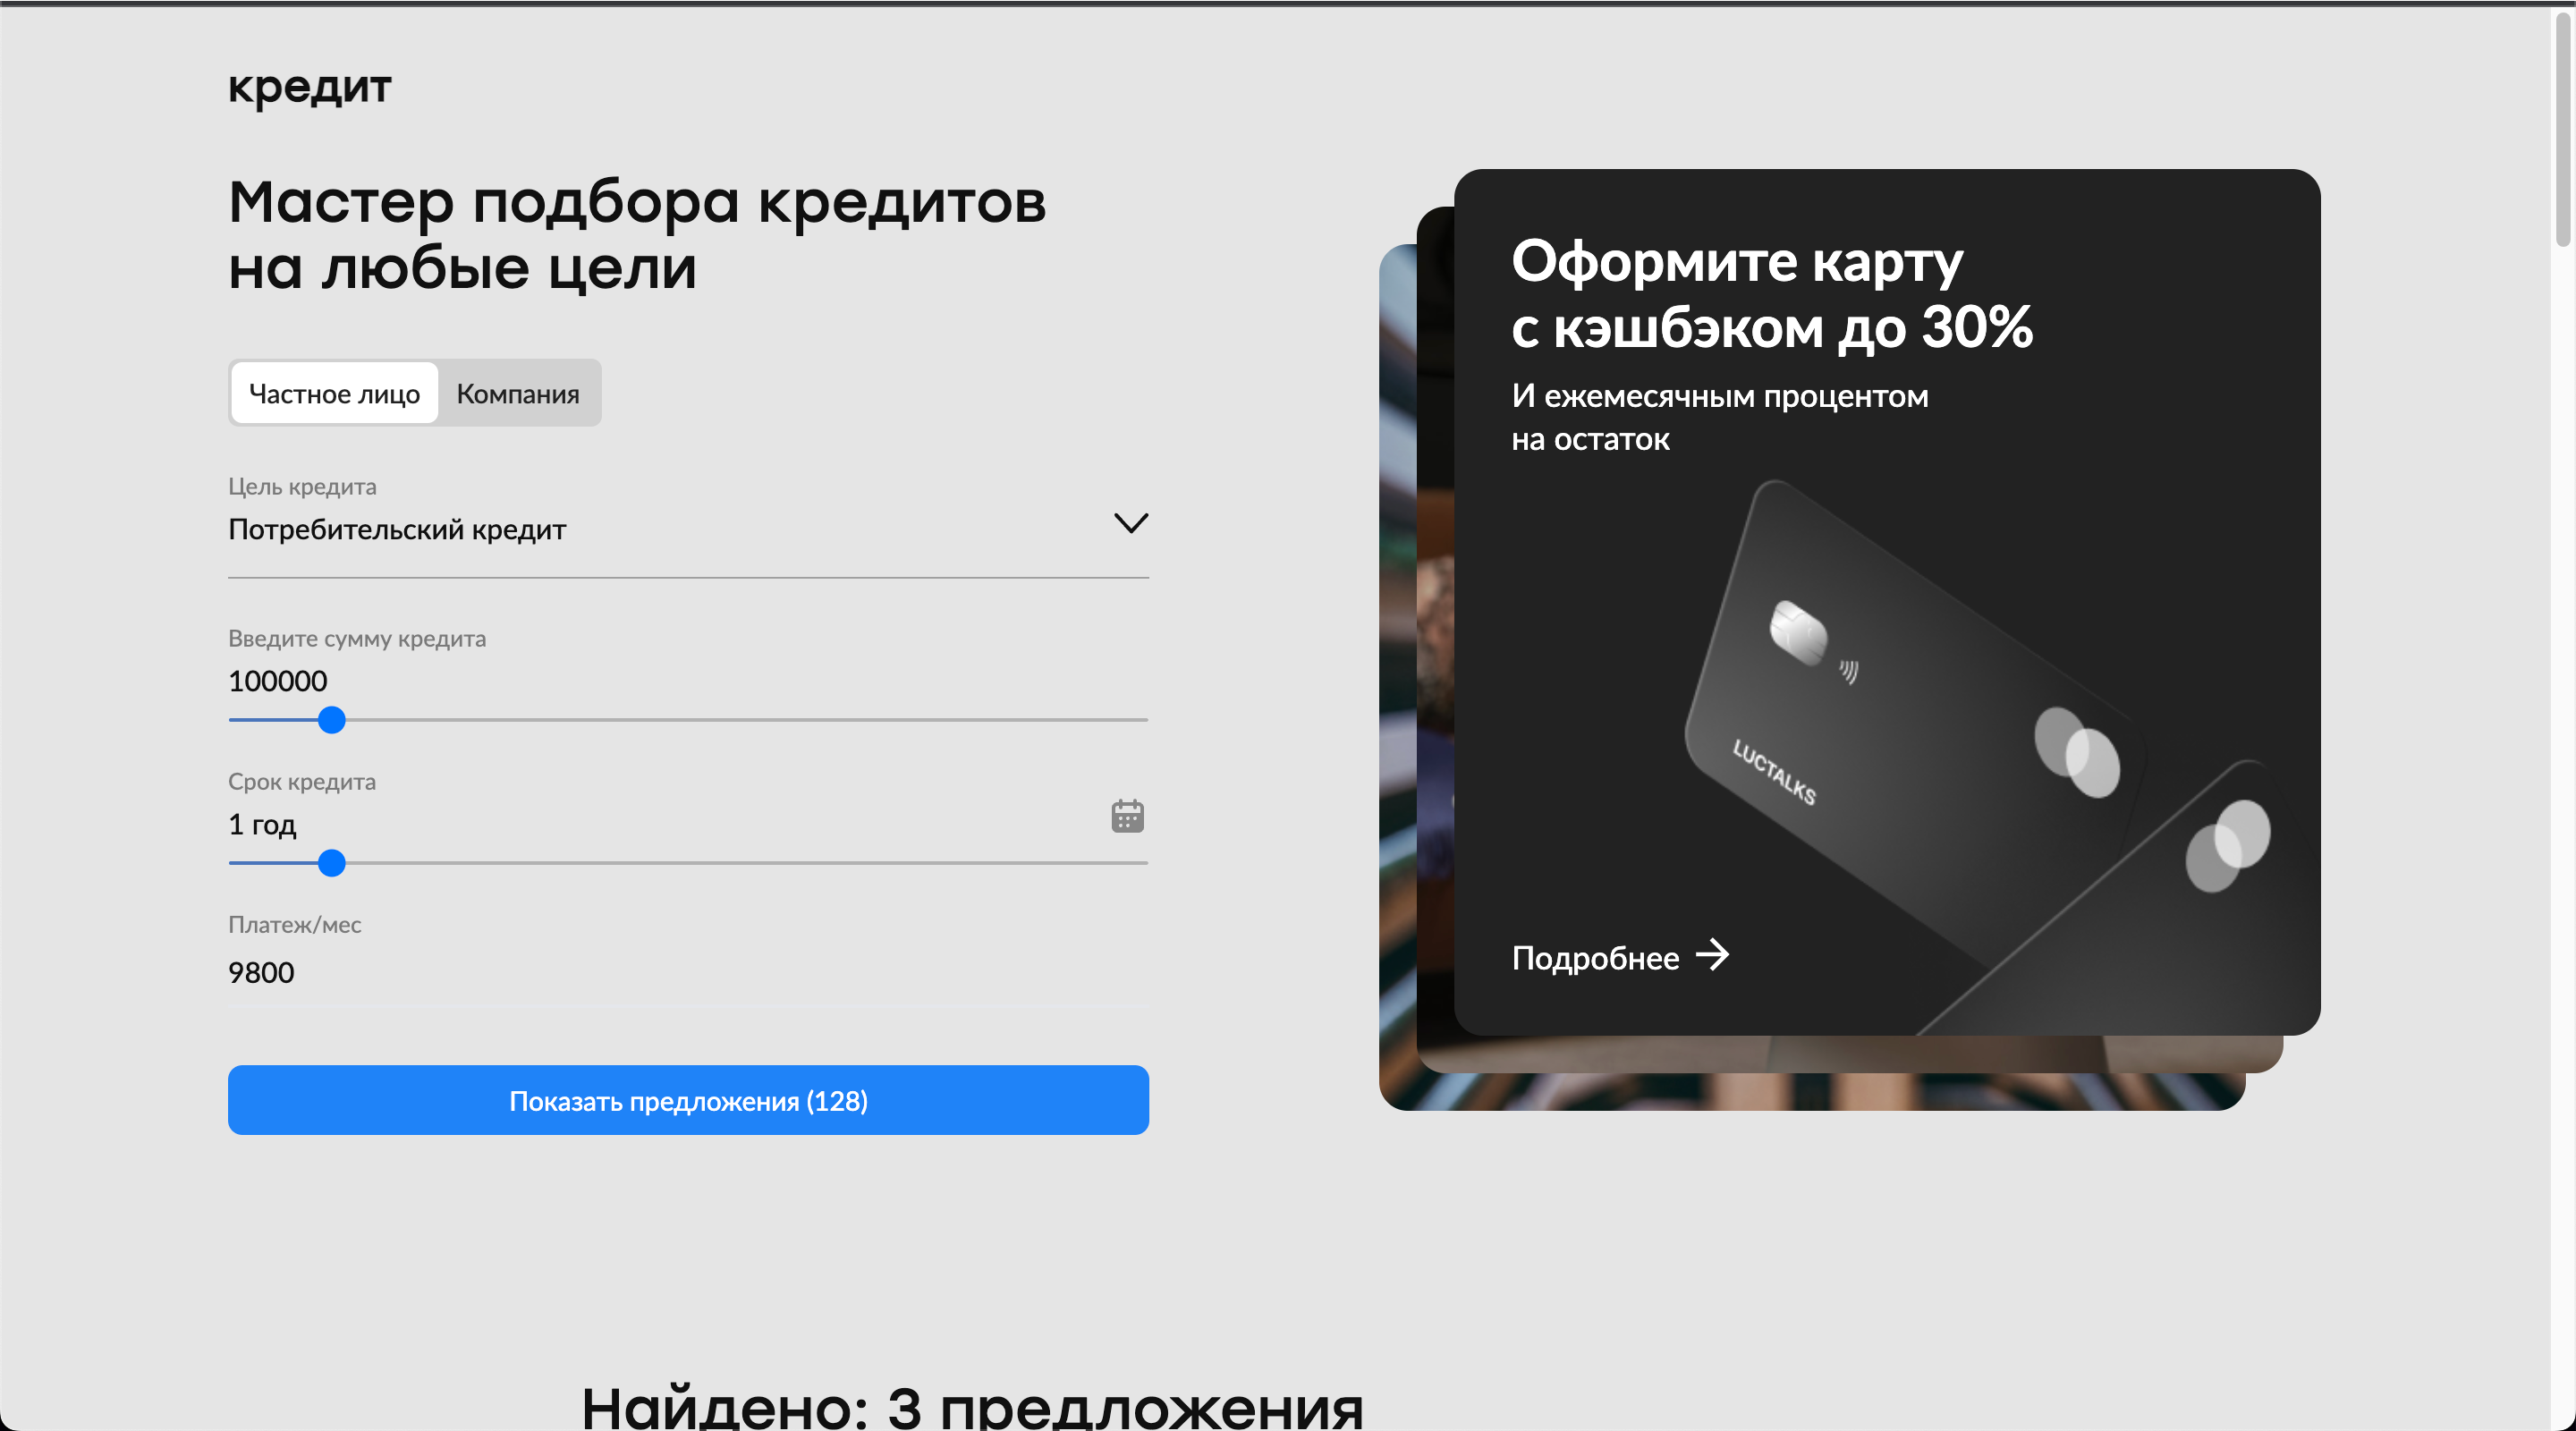 кредит
Мастер подбора кредитов
на любые цели
Частное лицо
Компания
Цель кредита
Потребительский кредит
Введите сумму кредита
100000
Срок кредита
1 год
Платеж/мес
9800
Показать предложения (128)
Оформите карту
с кэшбэком до 30%
И ежемесячным процентом
на остаток
LUCTALKS
Подробнее
Найдено: 3 предложения